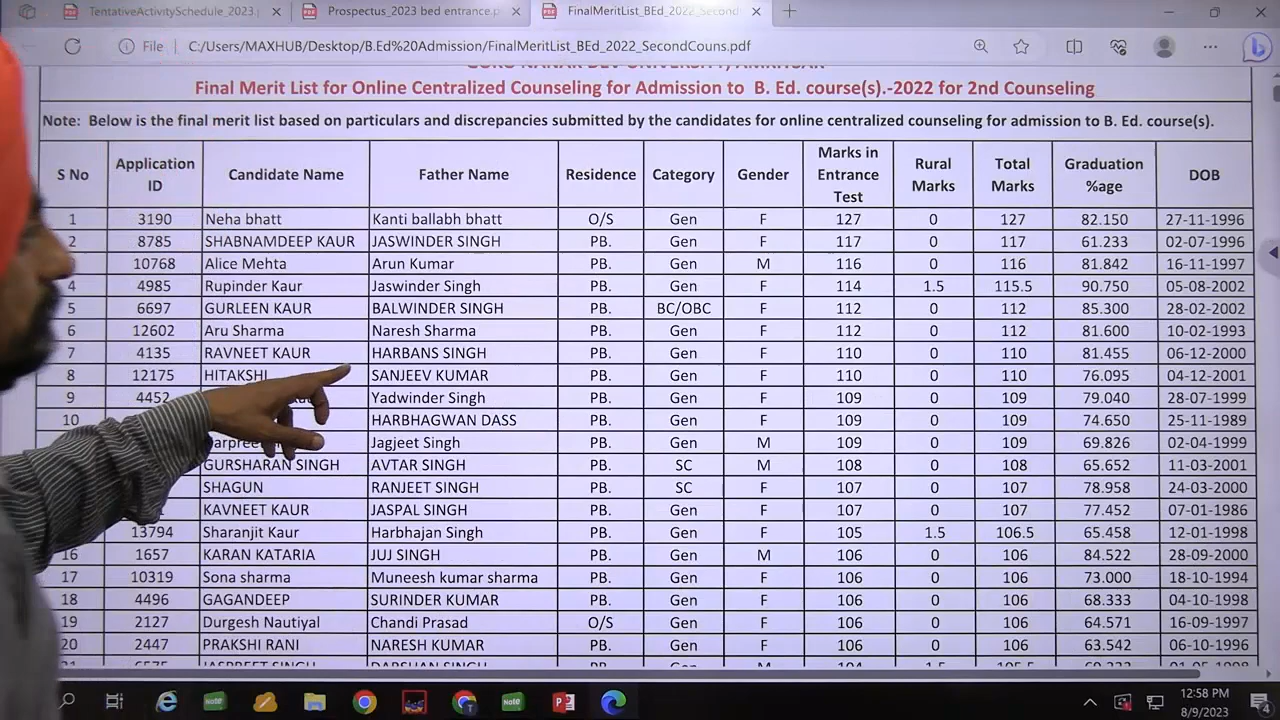 TentativeActivitySchedule_2023.p
Prospectus_2023 bed entrance.p
FinalMeritList_BEd_2022_Second
File C:/Users/MAXHUB/Desktop/B.Ed%20Admission/FinalMeritList_BEd_2022_SecondCouns.pdf
Final Merit List for Online Centralized Counseling for Admission to B. Ed. course(s).-2022 for 2nd Counseling
Note: Below is the final merit list based on particulars and discrepancies submitted by the candidates for online centralized counseling for admission to B. Ed. course(s).
S No Application ID Candidate Name Father Name Residence Category Gender Marks in Entrance Test Rural Marks Total Marks Graduation %age DOB
1 3190 Neha bhatt Kanti ballabh bhatt O/S Gen F 127 0 127 82.150 27-11-1996
2 8785 SHABNAMDEEP KAUR JASWINDER SINGH PB. Gen F 117 0 117 61.233 02-07-1996
10768 Alice Mehta Arun Kumar PB. Gen M 116 0 116 81.842 16-11-1997
4 4985 Rupinder Kaur Jaswinder Singh PB. Gen F 114 1.5 115.5 90.750 05-08-2002
5 6697 GURLEEN KAUR BALWINDER SINGH PB. BC/OBC F 112 0 112 85.300 28-02-2002
6 12602 Aru Sharma Naresh Sharma PB. Gen F 112 0 112 81.600 10-02-1993
7 4135 RAVNEET KAUR HARBANS SINGH PB. Gen F 110 0 110 81.455 06-12-2000
8 12175 HITAKSHI SANJEEV KUMAR PB. Gen F 110 0 110 76.095 04-12-2001
9 4452 Yadwinder Singh PB. Gen F 109 0 109 79.040 28-07-1999
10 HARBHAGWAN DASS PB. Gen F 109 0 109 74.650 25-11-1989
Jagjeet Singh PB. Gen M 109 0 109 69.826 02-04-1999
GURSHARAN SINGH AVTAR SINGH PB. SC M 108 0 108 65.652 11-03-2001
SHAGUN RANJEET SINGH PB. SC F 107 0 107 78.958 24-03-2000
KAVNEET KAUR JASPAL SINGH PB. Gen F 107 0 107 77.452 07-01-1986
13794 Sharanjit Kaur Harbhajan Singh PB. Gen F 105 1.5 106.5 65.458 12-01-1998
16 1657 KARAN KATARIA JUJ SINGH PB. Gen M 106 0 106 84.522 28-09-2000
17 10319 Sona sharma Muneesh kumar sharma PB. Gen F 106 0 106 73.000 18-10-1994
18 4496 GAGANDEEP SURINDER KUMAR PB. Gen F 106 0 106 68.333 04-10-1998
19 2127 Durgesh Nautiyal Chandi Prasad O/S Gen F 106 0 106 64.571 16-09-1997
20 2447 PRAKSHI RANI NARESH KUMAR PB. Gen F 106 0 106 63.542 06-10-1996
Note
Note
12:58 PM
8/9/2023
4